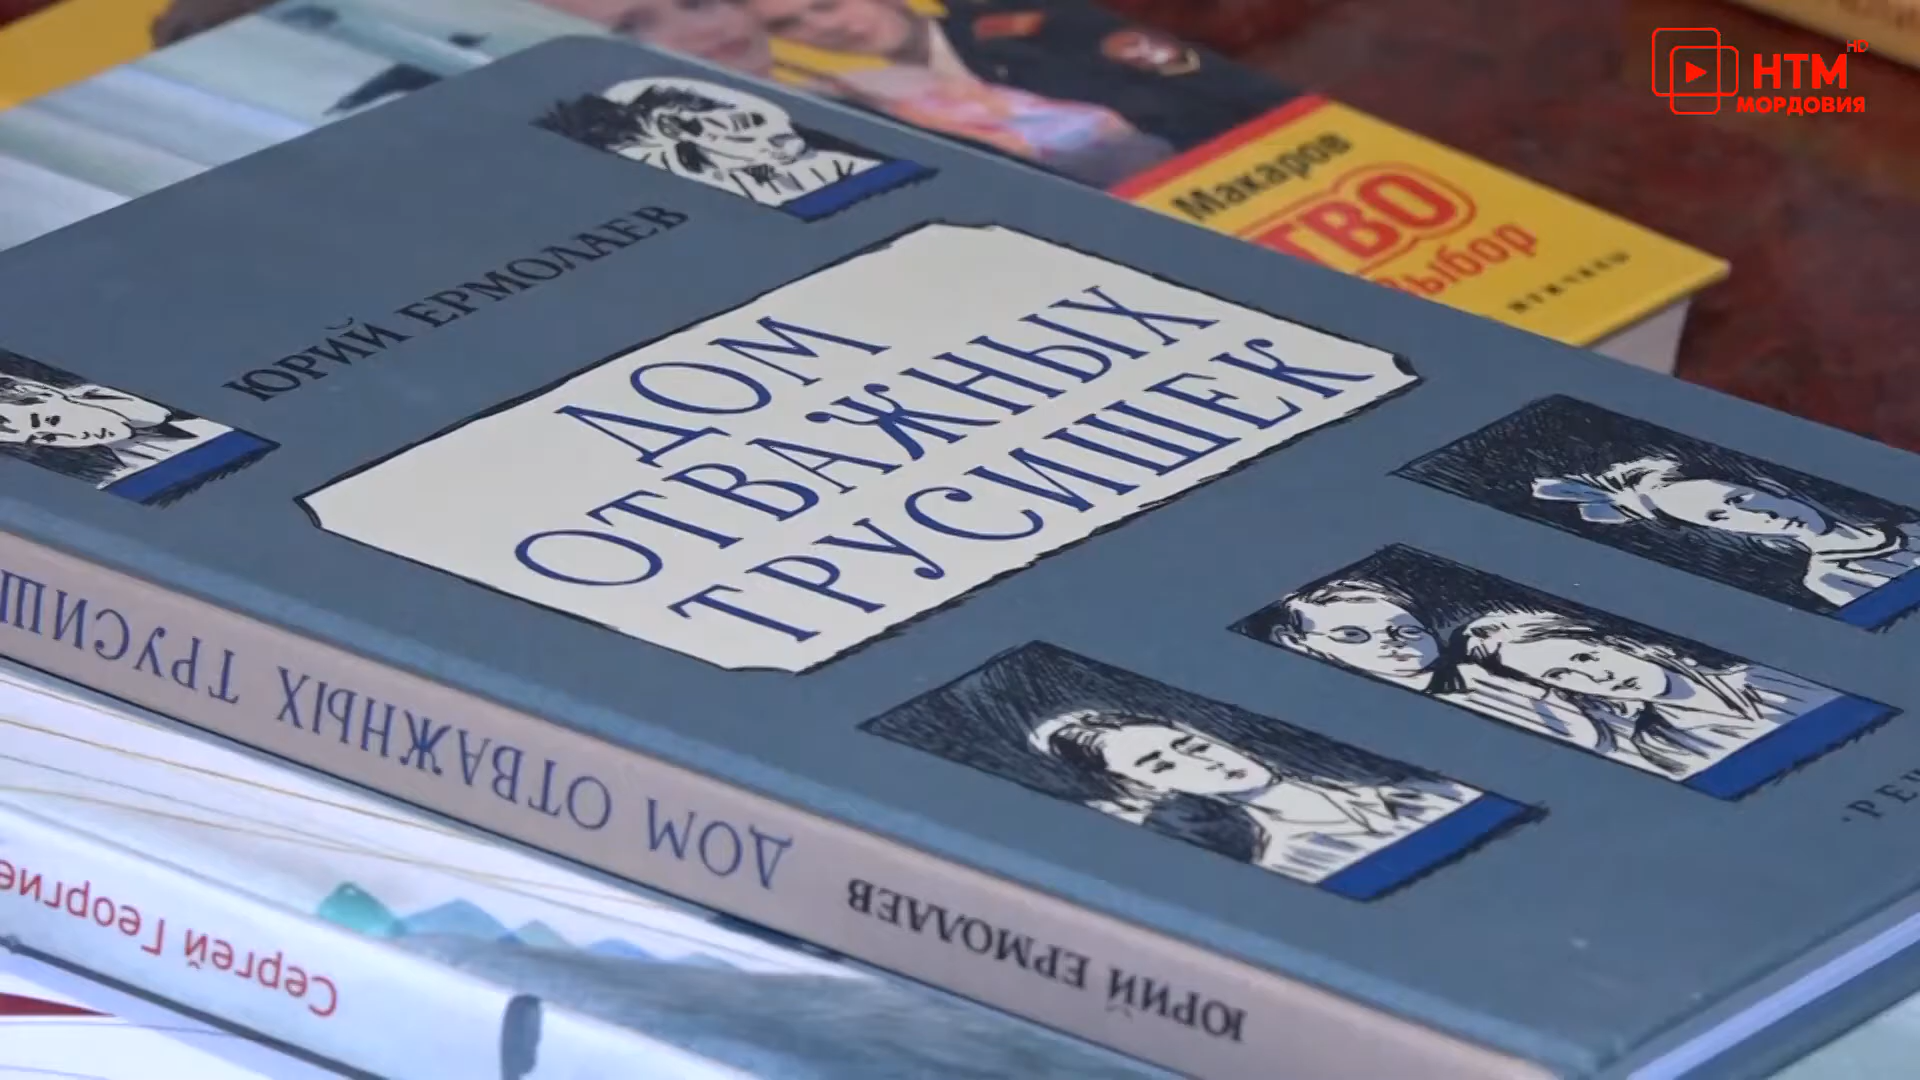 НТМ HD
МОРДОВИЯ
Макаров
ТВО
Выбор
ЮРИЙ ЕРМОЛАЕВ
ДОМ
ОТВАЖНЫХ
ТРУСИШЕК
ЮРИЙ ЕРМОЛАЕВ ДОМ ОТВАЖНЫХ ТРУСИШ
Сергей Георгие